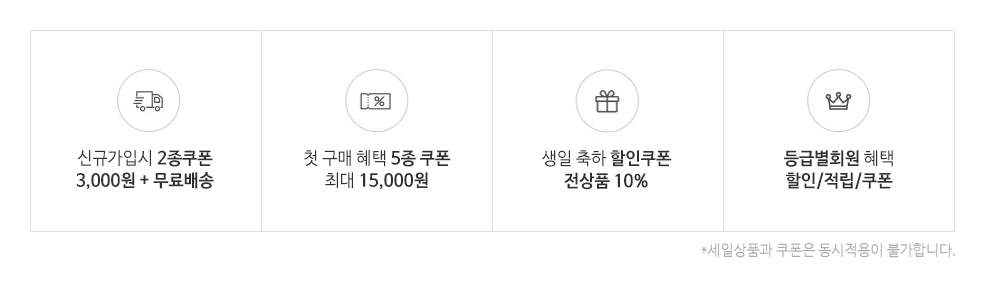 %
신규가입시 2종쿠폰
3,000원 + 무료배송
첫 구매 혜택 5종 쿠폰
최대 15,000원
생일 축하 할인쿠폰
전상품 10%
등급별회원 혜택
할인/적립/쿠폰
*세일상품과 쿠폰은 동시적용이 불가합니다.